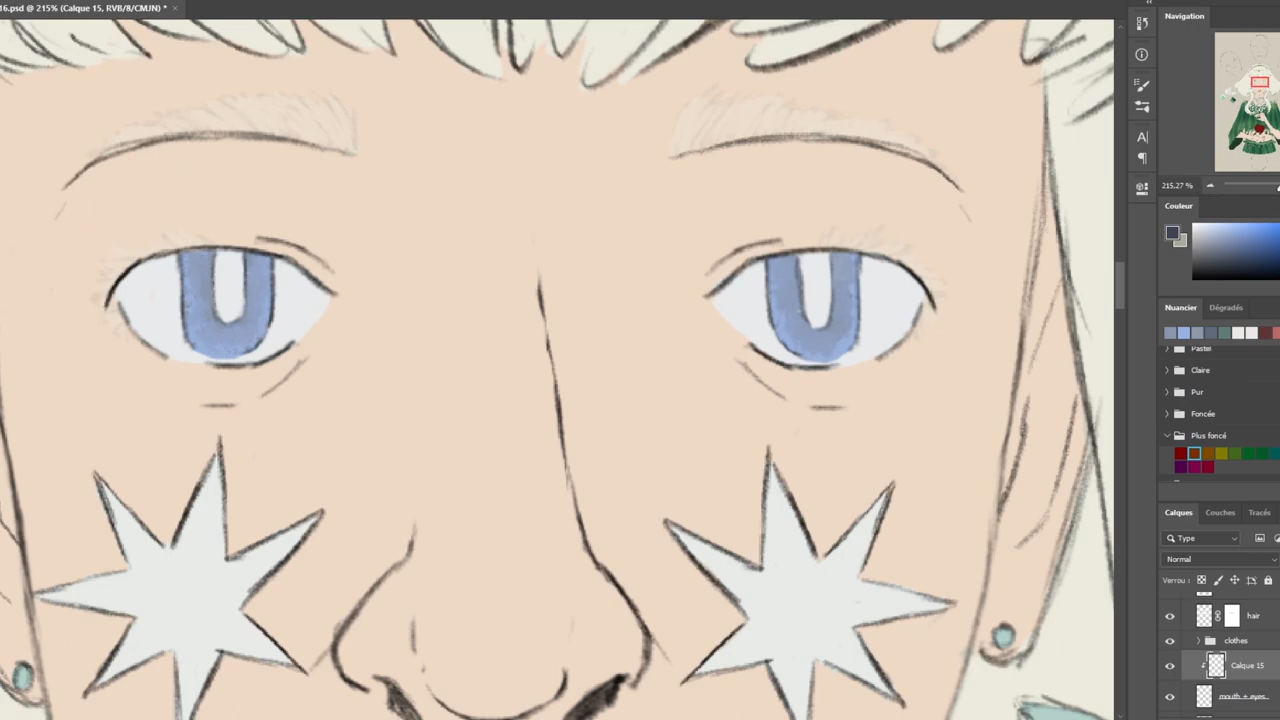 16.psd @ 215% (Calque 15, RVB/8/CMJN) * ×
Navigation
215,27 %
Couleur
Nuancier Dégradés
Pastel
Claire
Pur
Foncée
Plus foncé
Calques Couches Tracés
Type
Normal
Verrou :
hair
clothes
Calque 15
mouth + eyes...